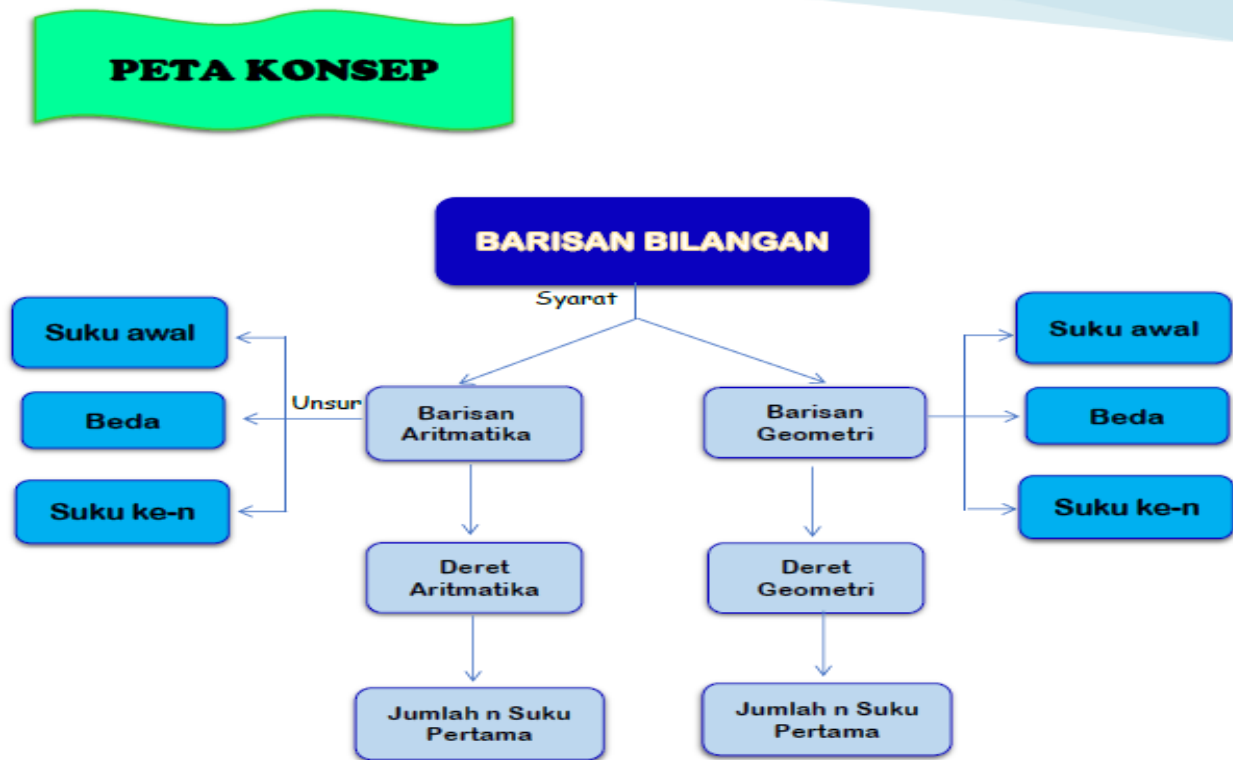 PETA KONSEP
BARISAN BILANGAN
Syarat
Suku awal
Beda
Suku ke-n
Unsur
Barisan
Aritmatika
Barisan
Geometri
Suku awal
Beda
Suku ke-n
Deret
Aritmatika
Deret
Geometri
Jumlah n Suku
Pertama
Jumlah n Suku
Pertama